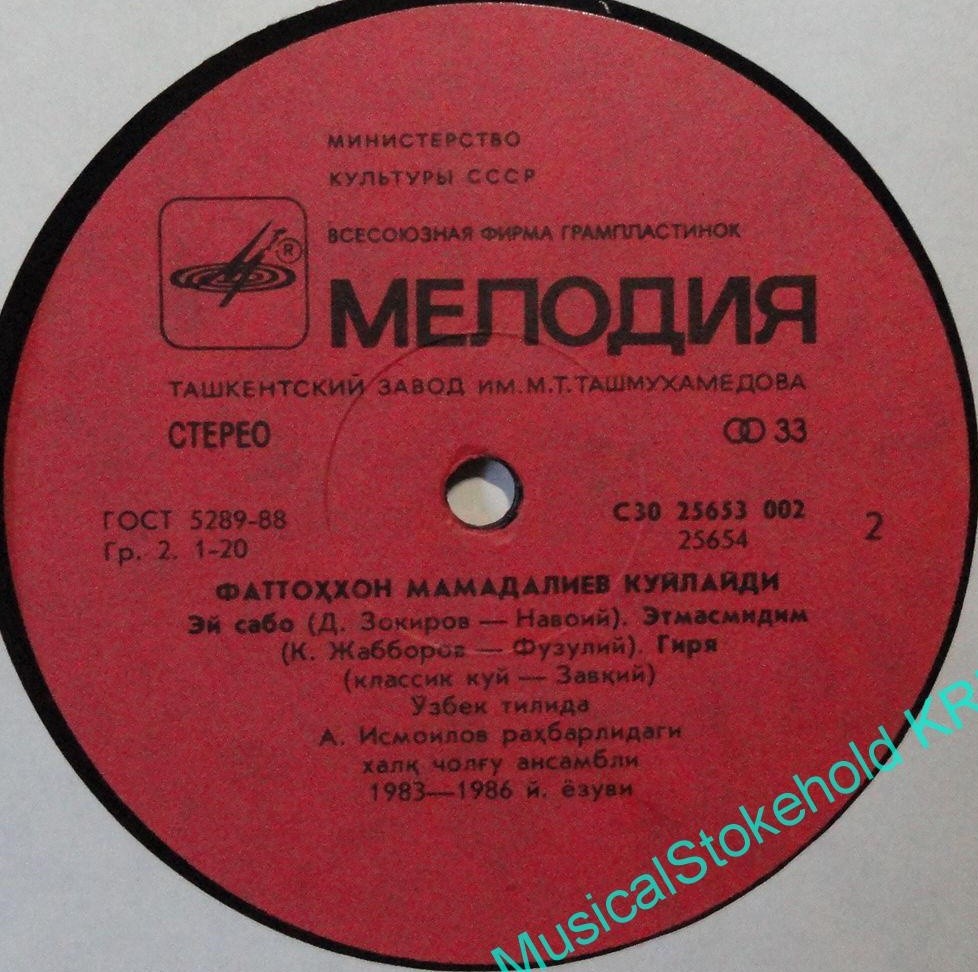 МИНИСТЕРСТВО
КУЛЬТУРЫ СССР
ВСЕСОЮЗНАЯ ФИРМА ГРАМПЛАСТИНОК
®
МЕЛОДИЯ
ТАШКЕНТСКИЙ ЗАВОД ИМ. М.Т. ТАШМУХАМЕДОВА
СТЕРЕО
33
ГОСТ 5289-88
Гр. 2. 1-20
С30 25653 002
25654
2
ФАТТОҲХОН МАМАДАЛИЕВ КУЙЛАЙДИ
Эй сабо (Д. Зокиров — Навоий). Этмасмидим
(К. Жабборов — Фузулий). Гиря
(классик куй — Завқий)
Ўзбек тилида
А. Исмоилов раҳбарлидаги
халқ чолғу ансамбли
1983—1986 й. ёзуви
MusicalStokehold KR